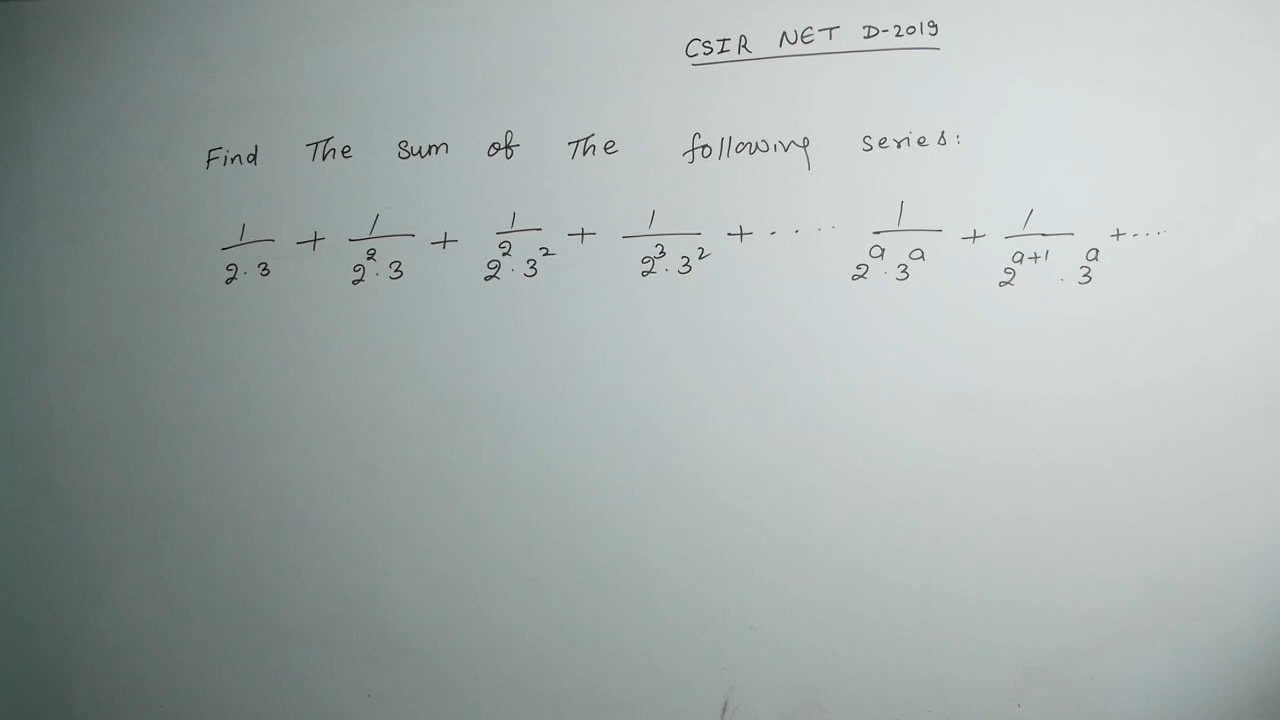 CSIR NET D-2019
Find The sum of The following series:
1/(2·3) + 1/(2²·3) + 1/(2²·3²) + 1/(2³·3²) + ····· 1/(2ᵃ·3ᵃ) + 1/(2ᵃ⁺¹·3ᵃ) + ····